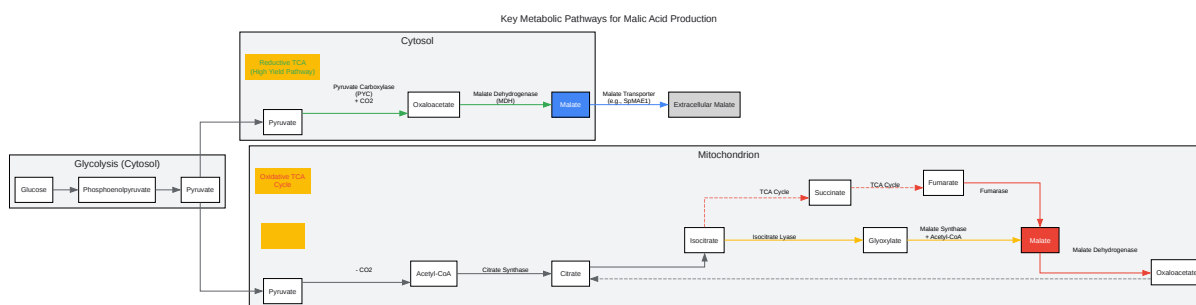 Key Metabolic Pathways for Malic Acid Production
Cytosol
Reductive TCA
(High Yield Pathway)
Pyruvate Carboxylase
(PYC)
+ CO2
Malate Dehydrogenase
(MDH)
Malate Transporter
(e.g., SpMAE1)
Pyruvate
Oxaloacetate
Malate
Extracellular Malate
Glycolysis (Cytosol)
Glucose
Phosphoenolpyruvate
Pyruvate
Mitochondrion
Oxidative TCA
Cycle
TCA Cycle
TCA Cycle
Succinate
Fumarate
Fumarase
Isocitrate
Isocitrate Lyase
Glyoxylate
Malate Synthase
+ Acetyl-CoA
Malate
Malate Dehydrogenase
Oxaloacetate
Pyruvate
- CO2
Acetyl-CoA
Citrate Synthase
Citrate